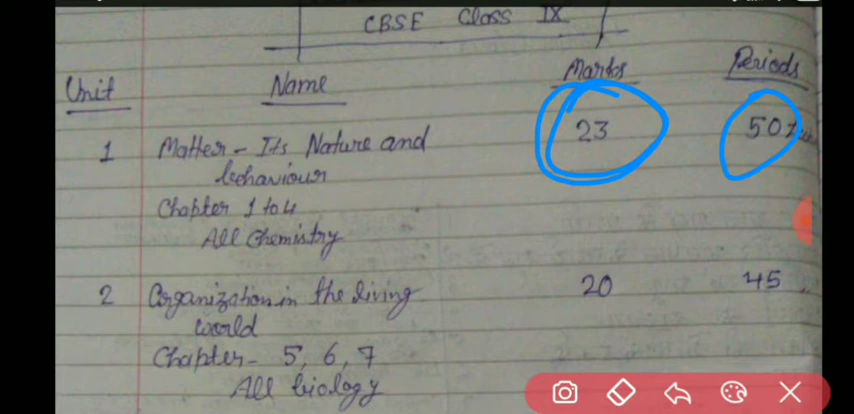 CBSE Class IX
Unit Name Marks Periods
1 Matter - Its Nature and 23 50
behaviour
Chapter 1 to 4
All Chemistry
2 Organization in the living 20 45
world
Chapter - 5, 6, 7
All biology